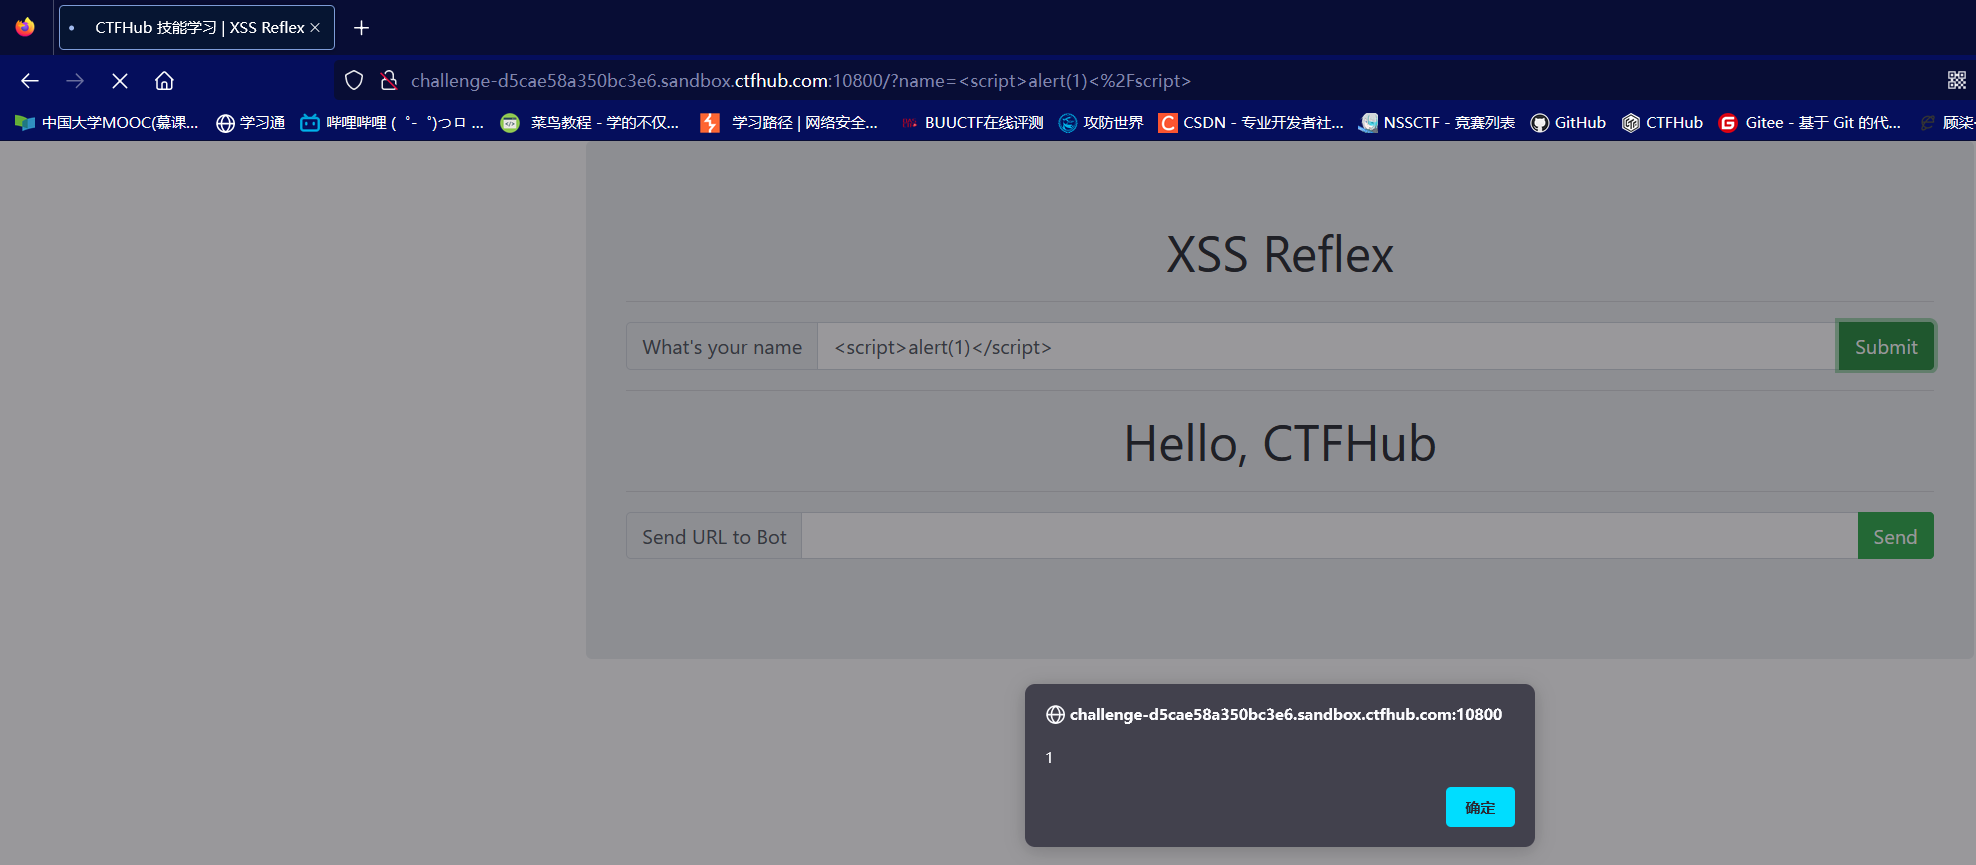 CTFHub 技能学习 | XSS Reflex
challenge-d5cae58a350bc3e6.sandbox.ctfhub.com:10800/?name=<script>alert(1)<%2Fscript>
中国大学MOOC(慕课... 学习通 哔哩哔哩 ( ゜- ゜)つロ ... 菜鸟教程 - 学的不仅... 学习路径 | 网络安全... BUUCTF在线评测 攻防世界 CSDN - 专业开发者社... NSSCTF - 竞赛列表 GitHub CTFHub Gitee - 基于 Git 的代... 顾柒
XSS Reflex
What's your name <script>alert(1)</script> Submit
Hello, CTFHub
Send URL to Bot Send
challenge-d5cae58a350bc3e6.sandbox.ctfhub.com:10800
1
确定